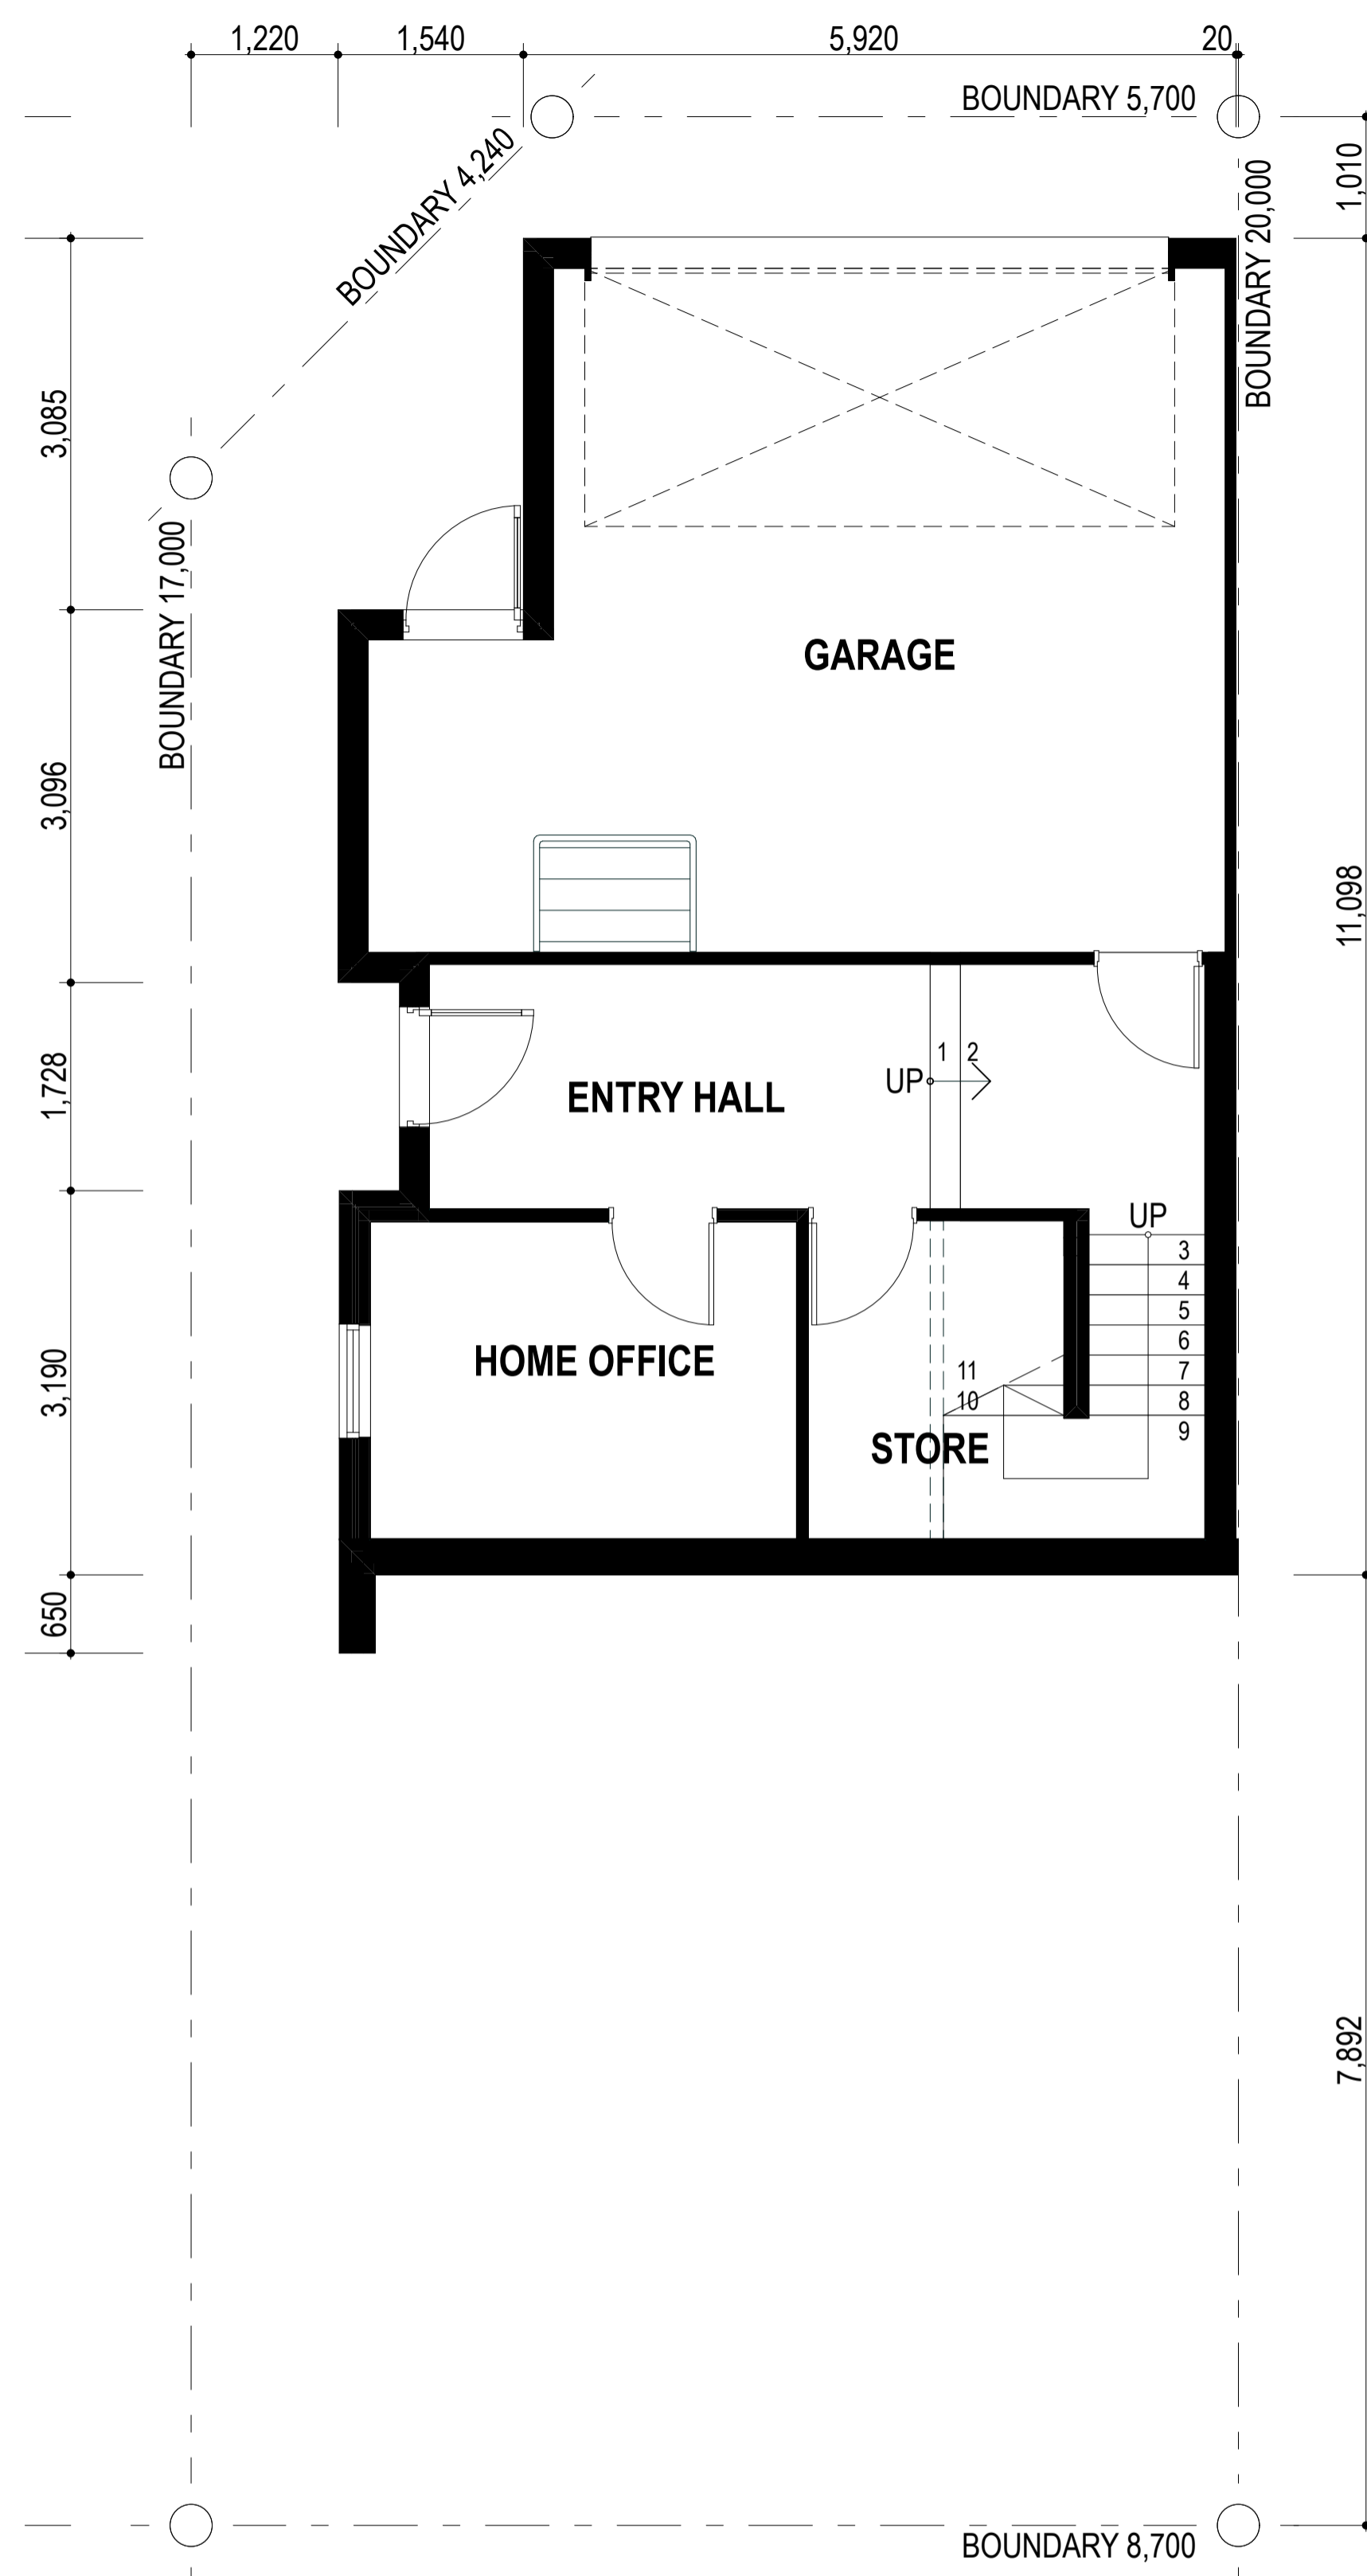 1,220
1,540
5,920
20
BOUNDARY 5,700
BOUNDARY 4,240
1,010
BOUNDARY 20,000
3,085
BOUNDARY 17,000
GARAGE
3,096
11,098
1,728
ENTRY HALL
UP
1 2
UP
3
4
5
6
7
8
9
11
10
HOME OFFICE
STORE
3,190
650
7,892
BOUNDARY 8,700